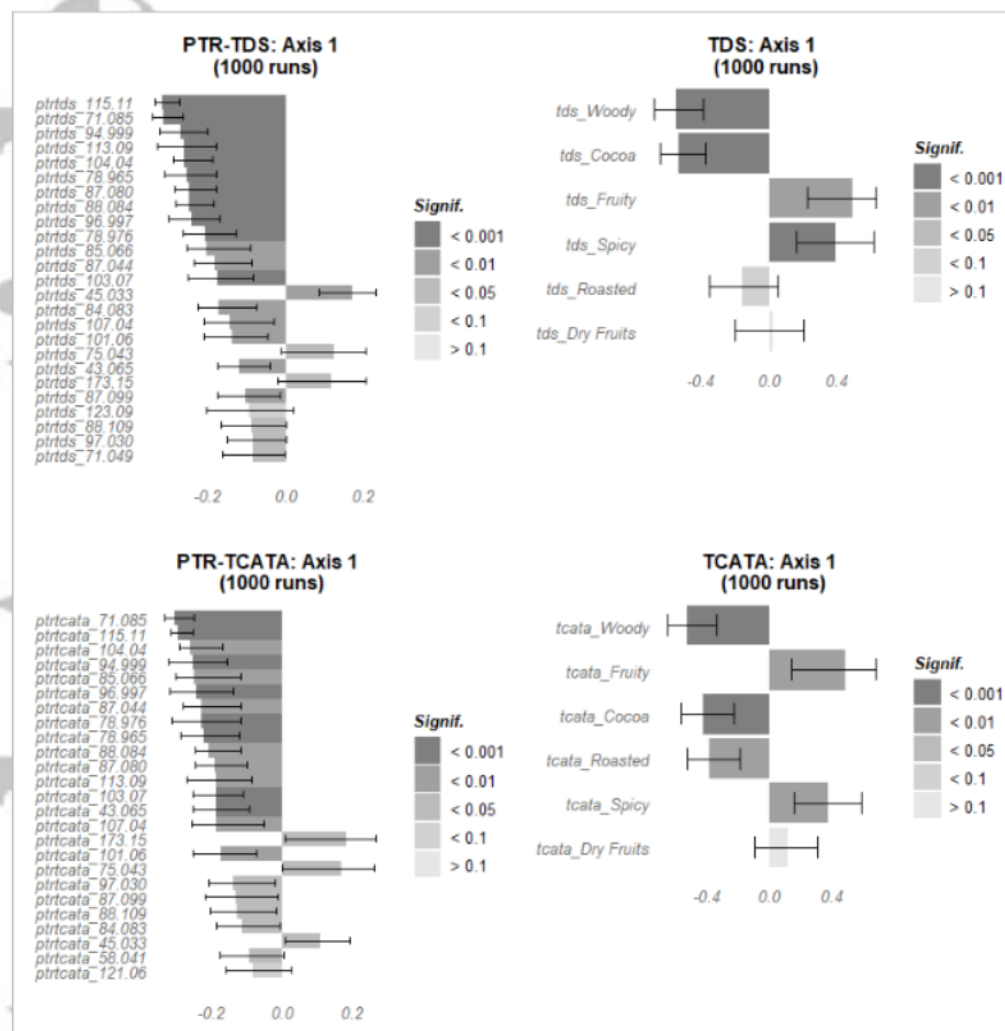 PTR-TDS: Axis 1
(1000 runs)
ptrtds_115.11
ptrtds_71.085
ptrtds_94.999
ptrtds_113.09
ptrtds_104.04
ptrtds_78.965
ptrtds_87.080
ptrtds_88.084
ptrtds_96.997
ptrtds_78.976
ptrtds_85.066
ptrtds_87.044
ptrtds_103.07
ptrtds_45.033
ptrtds_84.083
ptrtds_107.04
ptrtds_101.06
ptrtds_75.043
ptrtds_43.065
ptrtds_173.15
ptrtds_87.099
ptrtds_123.09
ptrtds_88.109
ptrtds_97.030
ptrtds_71.049
-0.2 0.0 0.2
Signif.
< 0.001
< 0.01
< 0.05
< 0.1
> 0.1
TDS: Axis 1
(1000 runs)
tds_Woody
tds_Cocoa
tds_Fruity
tds_Spicy
tds_Roasted
tds_Dry Fruits
-0.4 0.0 0.4
Signif.
< 0.001
< 0.01
< 0.05
< 0.1
> 0.1
PTR-TCATA: Axis 1
(1000 runs)
ptrtcata_71.085
ptrtcata_115.11
ptrtcata_104.04
ptrtcata_94.999
ptrtcata_85.066
ptrtcata_96.997
ptrtcata_87.044
ptrtcata_78.976
ptrtcata_78.965
ptrtcata_88.084
ptrtcata_87.080
ptrtcata_113.09
ptrtcata_103.07
ptrtcata_43.065
ptrtcata_107.04
ptrtcata_173.15
ptrtcata_101.06
ptrtcata_75.043
ptrtcata_97.030
ptrtcata_87.099
ptrtcata_88.109
ptrtcata_84.083
ptrtcata_45.033
ptrtcata_58.041
ptrtcata_121.06
-0.2 0.0 0.2
Signif.
< 0.001
< 0.01
< 0.05
< 0.1
> 0.1
TCATA: Axis 1
(1000 runs)
tcata_Woody
tcata_Fruity
tcata_Cocoa
tcata_Roasted
tcata_Spicy
tcata_Dry Fruits
-0.4 0.0 0.4
Signif.
< 0.001
< 0.01
< 0.05
< 0.1
> 0.1